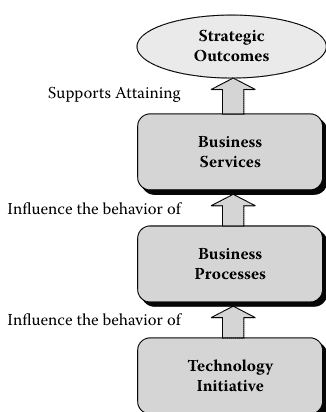 Strategic
Outcomes
Supports Attaining
Business
Services
Influence the behavior of
Business
Processes
Influence the behavior of
Technology
Initiative